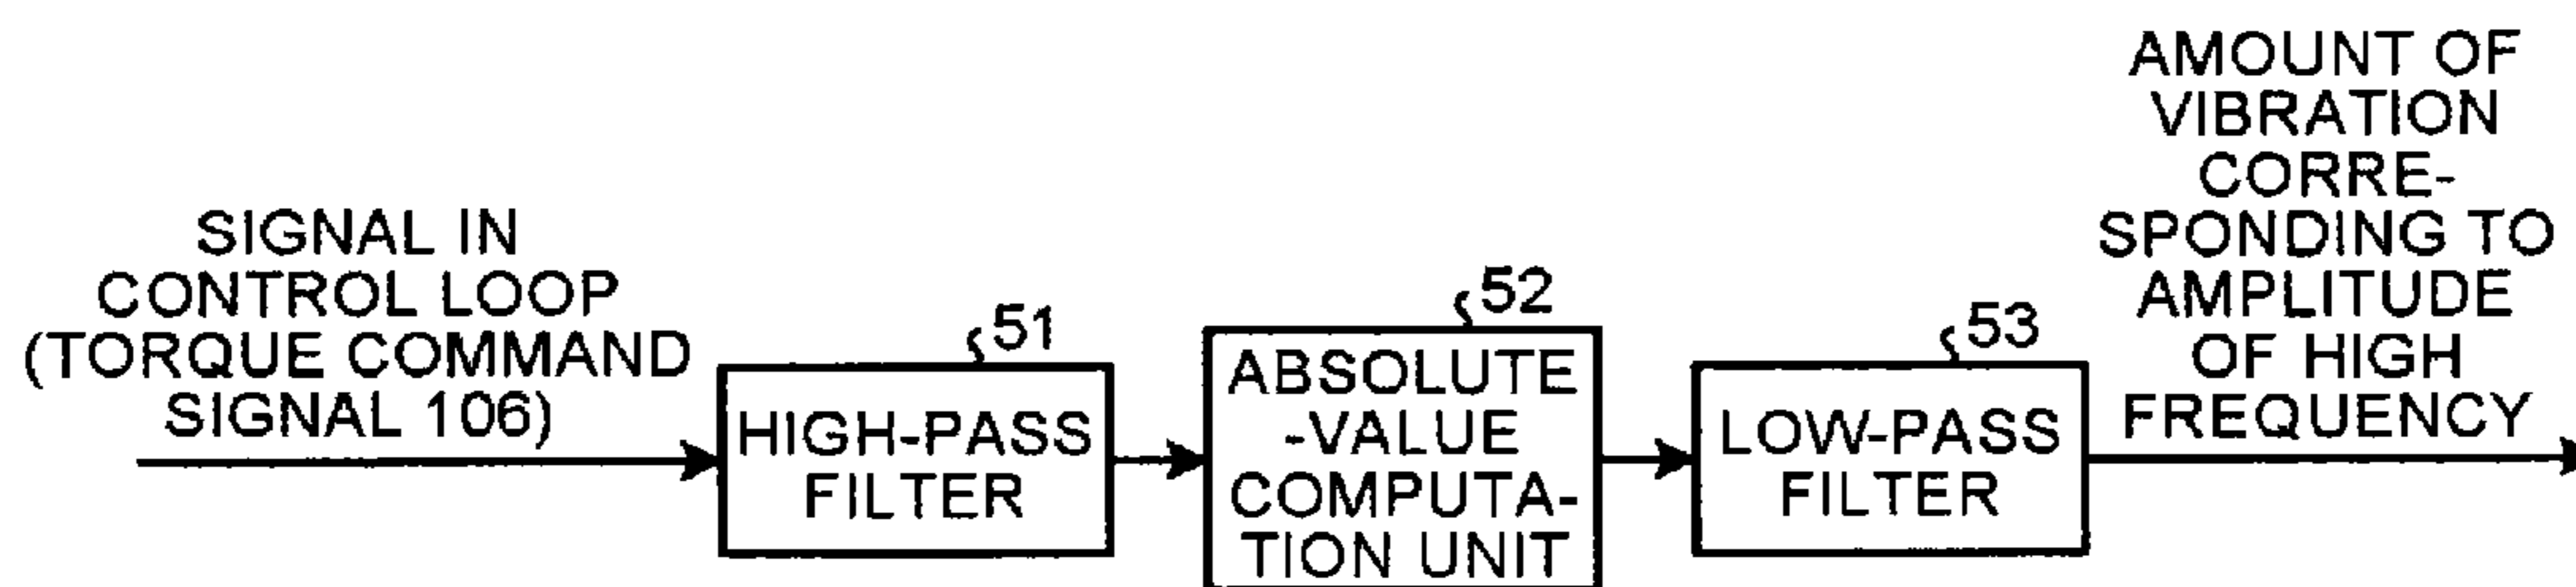 SIGNAL IN
CONTROL LOOP
(TORQUE COMMAND
SIGNAL 106)
51
HIGH-PASS
FILTER
52
ABSOLUTE
-VALUE
COMPUTA-
TION UNIT
53
LOW-PASS
FILTER
AMOUNT OF
VIBRATION
CORRE-
SPONDING TO
AMPLITUDE
OF HIGH
FREQUENCY